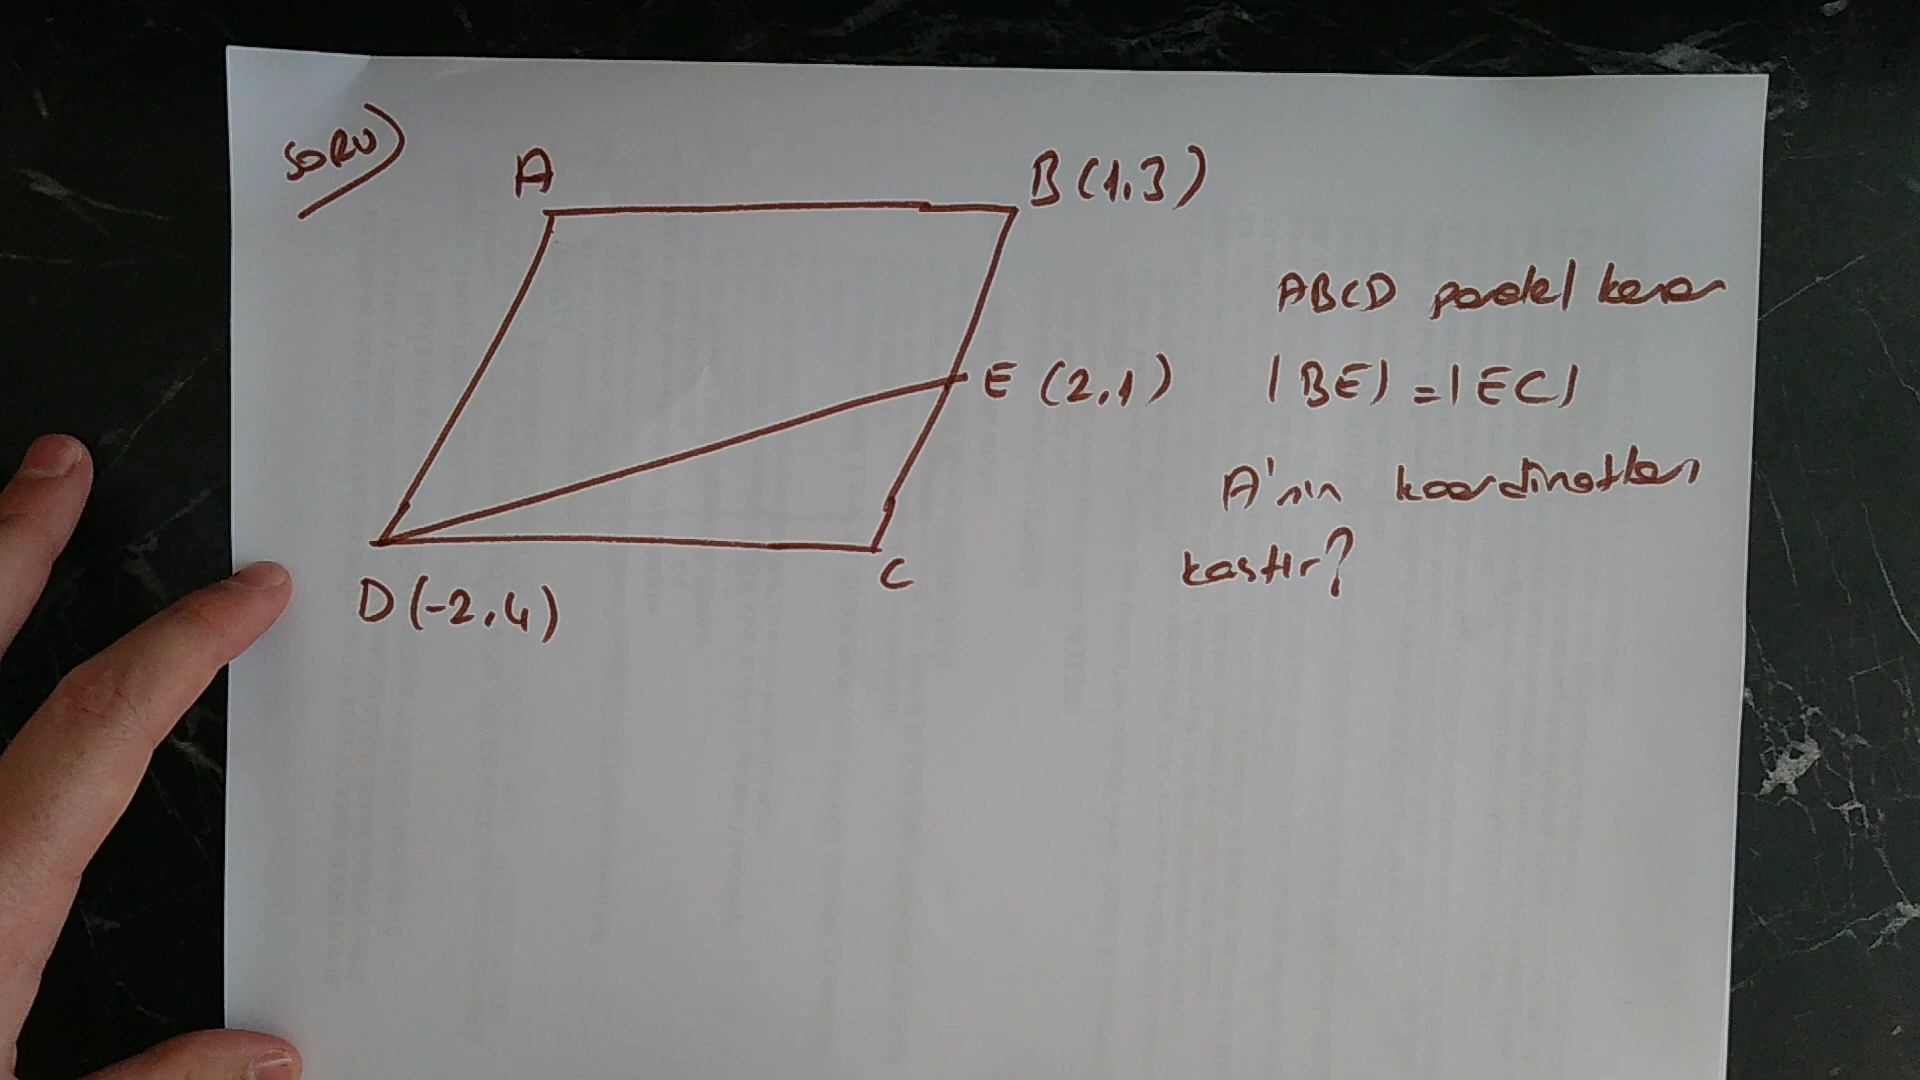 SORU)
A
B(1,3)
ABCD paralel kenar
E (2,1)
|BE|=|EC|
A'nın koordinatları
kaçtır?
D(-2,4)
C